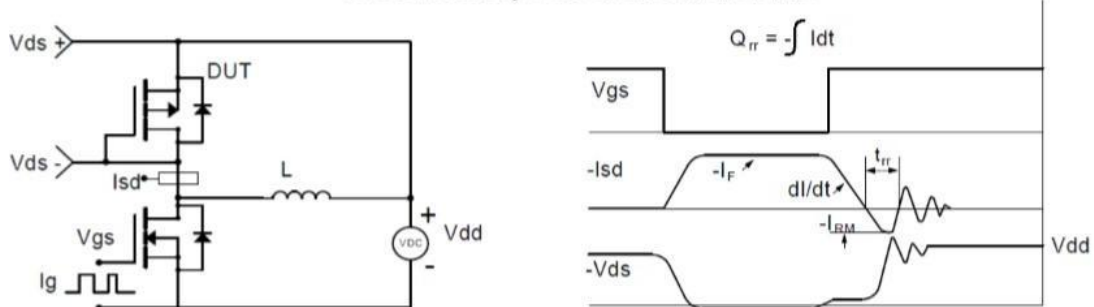 Vds +
DUT
Vds -
Isd
L
Vgs
Ig
VDC
+
Vdd
-
Qrr = -∫ Idt
Vgs
-Isd
-IF
dI/dt
trr
-IRM
Vdd
-Vds